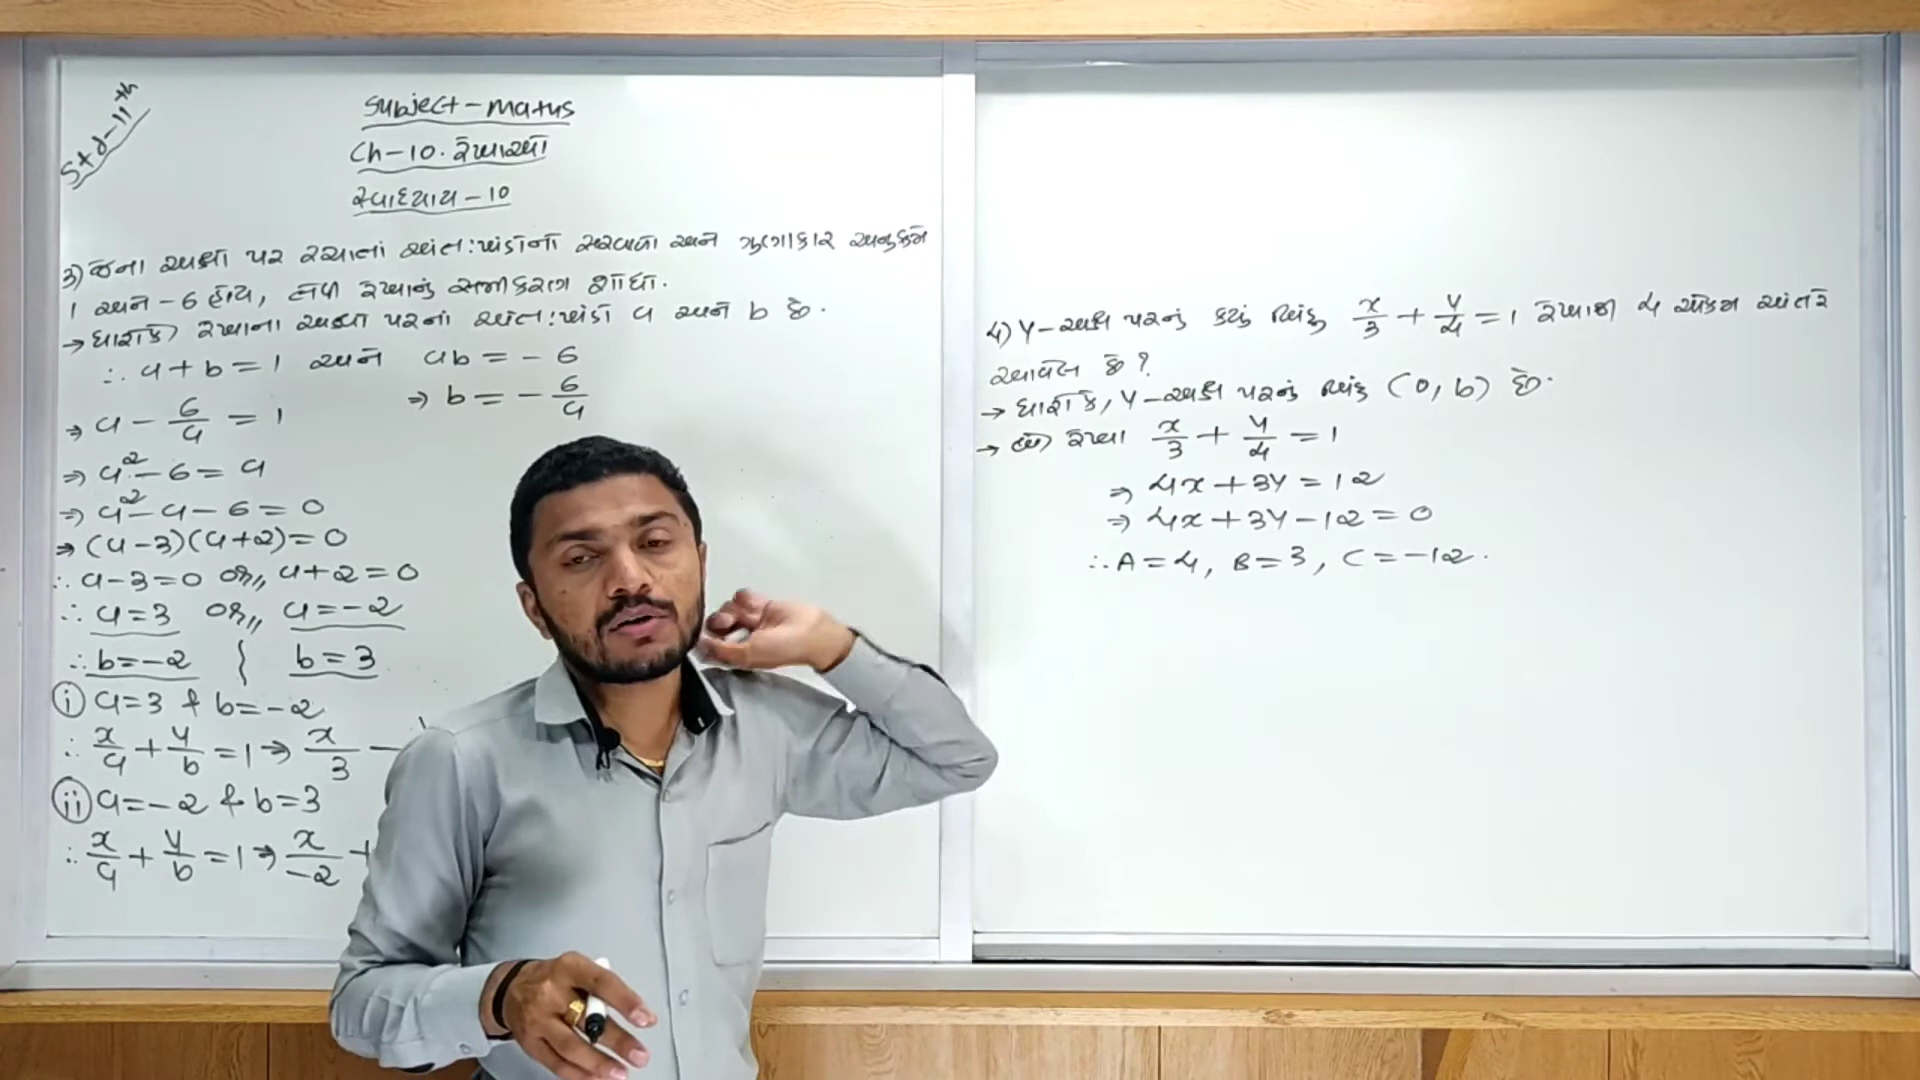 Std-11th
Subject-Maths
Ch-10. રેખાઓ
સ્વાધ્યાય-10
3) જેના અક્ષો પર રચાતાં અંતઃખંડોનો સરવાળો અને ગુણાકાર અનુક્રમે
1 અને -6 હોય, તેવી રેખાનું સમીકરણ શોધો.
→ ધારોકે, રેખાના અક્ષો પરનાં અંતઃખંડો a અને b છે.
∴ a+b=1 અને ab=-6
⇒ a - 6/a = 1 ⇒ b = -6/a
⇒ a²-6=a
⇒ a²-a-6=0
⇒ (a-3)(a+2)=0
∴ a-3=0 or,, a+2=0
∴ a=3 or,, a=-2
∴ b=-2 { b=3
(i) a=3 & b=-2
∴ x/a + y/b = 1 ⇒ x/3 -
(ii) a=-2 & b=3
∴ x/a + y/b = 1 ⇒ x/-2 +
4) y-અક્ષ પરનું કયું બિંદુ x/3 + y/4 = 1 રેખાથી 4 એકમ અંતરે
આવેલ છે?
→ ધારોકે, y-અક્ષ પરનું બિંદુ (0, b) છે.
→ રેખા x/3 + y/4 = 1
⇒ 4x+3y=12
⇒ 4x+3y-12=0
∴ A=4, B=3, C=-12.